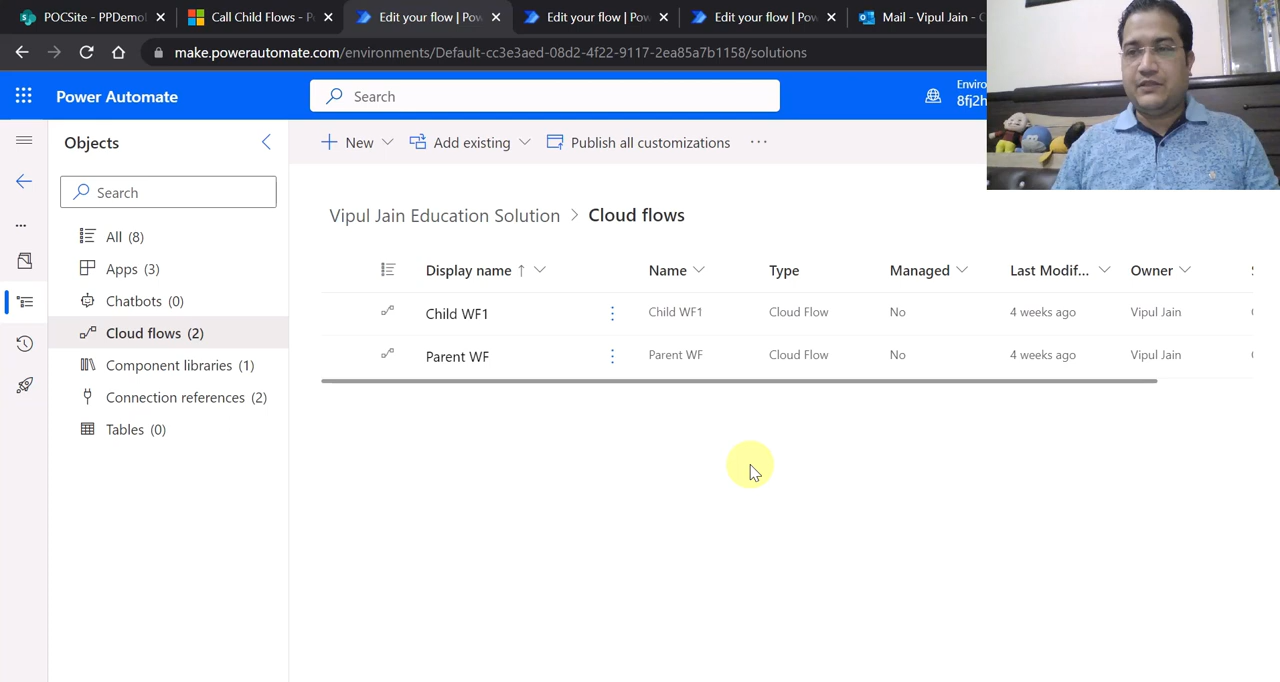 POCSite - PPDemo
Call Child Flows - P
Edit your flow | Pow
Edit your flow | Pow
Edit your flow | Pow
Mail - Vipul Jain - C
make.powerautomate.com/environments/Default-cc3e3aed-08d2-4f22-9117-2ea85a7b1158/solutions
Power Automate
Search
Enviro
8fj2h
Objects
New
Add existing
Publish all customizations
···
Search
All (8)
Apps (3)
Chatbots (0)
Cloud flows (2)
Component libraries (1)
Connection references (2)
Tables (0)
Vipul Jain Education Solution > Cloud flows
Display name ↑ Name Type Managed Last Modif... Owner
Child WF1 Child WF1 Cloud Flow No 4 weeks ago Vipul Jain
Parent WF Parent WF Cloud Flow No 4 weeks ago Vipul Jain